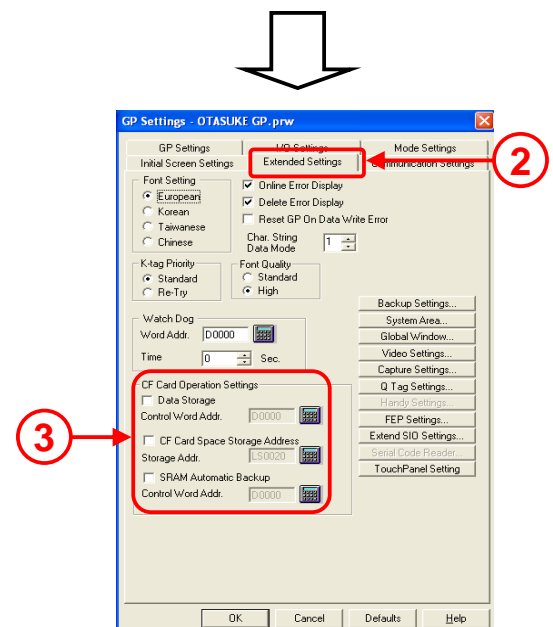 GP Settings - OTASUKE GP.prw
GP Settings
I/O Settings
Mode Settings
Initial Screen Settings
Extended Settings
Communication Settings
2
Font Setting
European
Korean
Taiwanese
Chinese
Online Error Display
Delete Error Display
Reset GP On Data Write Error
Char. String
Data Mode
1
K-tag Priority
Standard
Re-Try
Font Quality
Standard
High
Watch Dog
Word Addr. D0000
Time 0 Sec.
Backup Settings...
System Area...
Global Window...
Video Settings...
Capture Settings...
Q Tag Settings...
Handy Settings...
FEP Settings...
Extend SIO Settings...
Serial Code Reader...
TouchPanel Setting
3
CF Card Operation Settings
Data Storage
Control Word Addr. D0000
CF Card Space Storage Address
Storage Addr. LS0020
SRAM Automatic Backup
Control Word Addr. D0000
OK Cancel Defaults Help